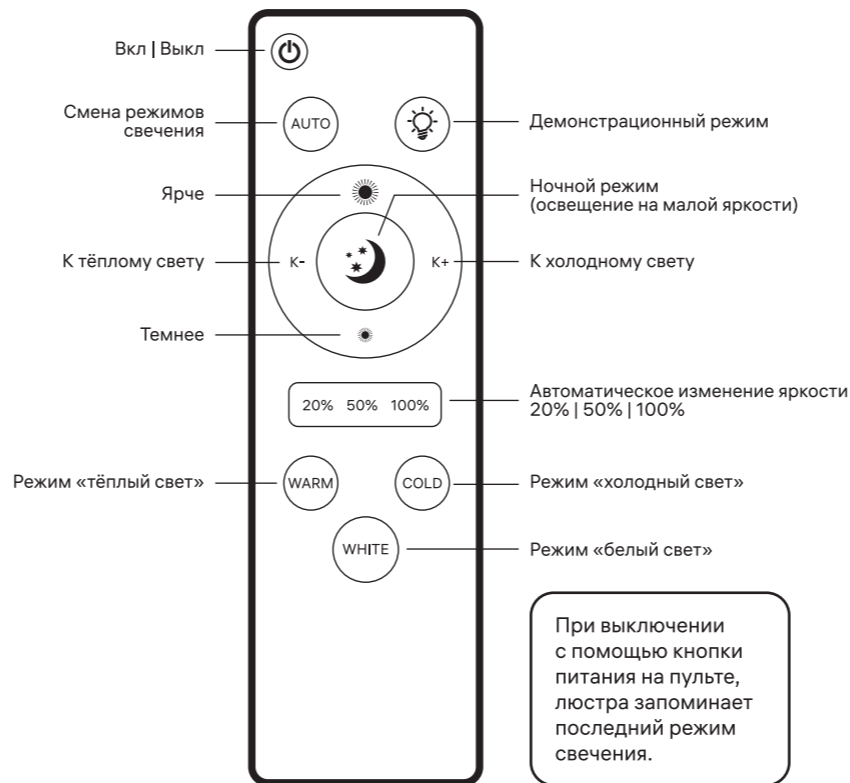 Вкл | Выкл
Смена режимов
свечения
AUTO
Демонстрационный режим
Ярче
Ночной режим
(освещение на малой яркости)
К тёплому свету
K-
K+
К холодному свету
Темнее
20% 50% 100%
Автоматическое изменение яркости
20% | 50% | 100%
Режим «тёплый свет»
WARM
COLD
Режим «холодный свет»
WHITE
Режим «белый свет»
При выключении
с помощью кнопки
питания на пульте,
люстра запоминает
последний режим
свечения.